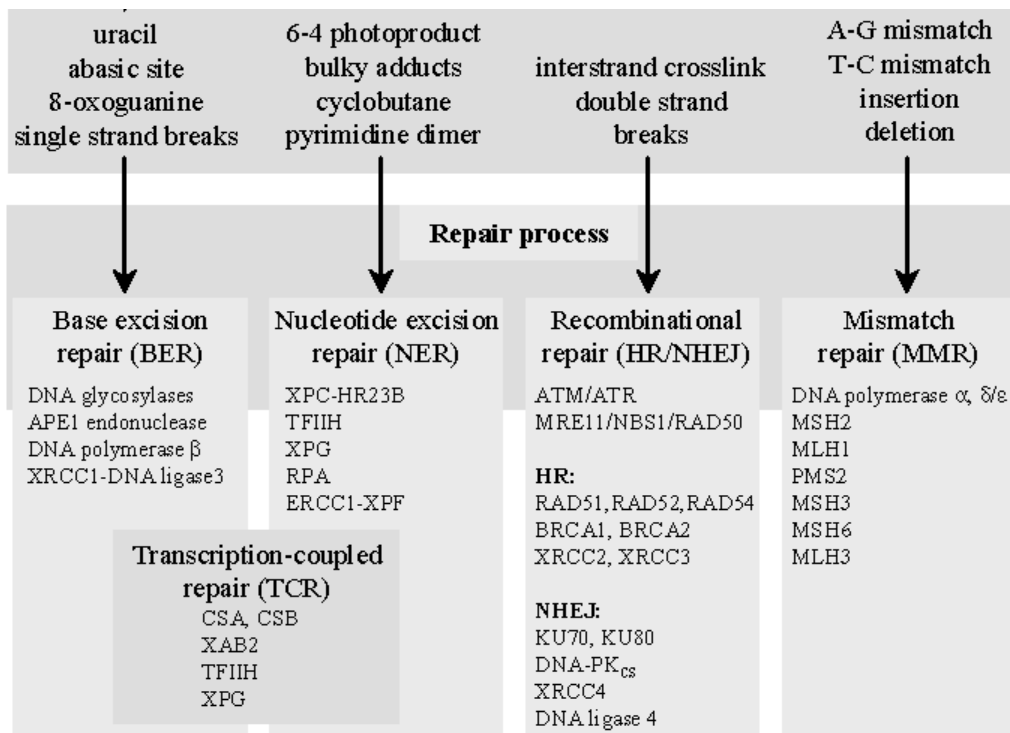 uracil
abasic site
8-oxoguanine
single strand breaks
6-4 photoproduct
bulky adducts
cyclobutane
pyrimidine dimer
interstrand crosslink
double strand
breaks
A-G mismatch
T-C mismatch
insertion
deletion
Repair process
Base excision
repair (BER)
DNA glycosylases
APE1 endonuclease
DNA polymerase β
XRCC1-DNA ligase3
Nucleotide excision
repair (NER)
XPC-HR23B
TFIIH
XPG
RPA
ERCC1-XPF
Transcription-coupled
repair (TCR)
CSA, CSB
XAB2
TFIIH
XPG
Recombinational
repair (HR/NHEJ)
ATM/ATR
MRE11/NBS1/RAD50
HR:
RAD51, RAD52, RAD54
BRCA1, BRCA2
XRCC2, XRCC3
NHEJ:
KU70, KU80
DNA-PKcs
XRCC4
DNA ligase 4
Mismatch
repair (MMR)
DNA polymerase α, δ/ε
MSH2
MLH1
PMS2
MSH3
MSH6
MLH3